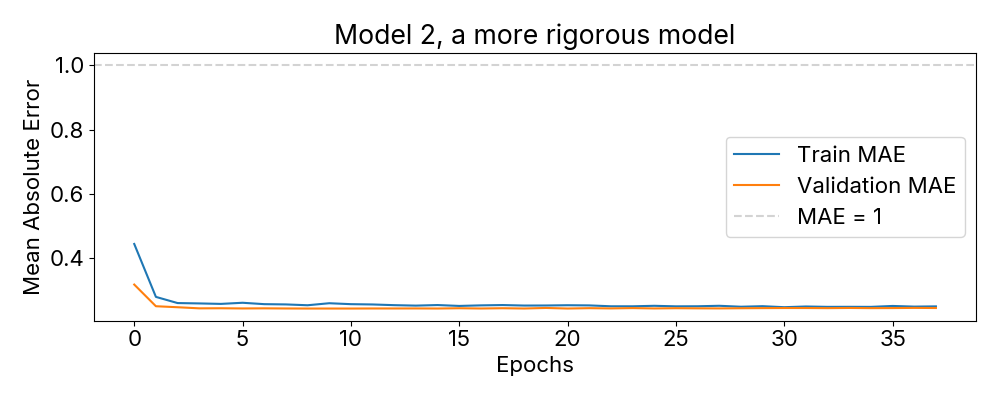 Model 2, a more rigorous model
Mean Absolute Error
1.0
0.8
0.6
0.4
Train MAE
Validation MAE
MAE = 1
0 5 10 15 20 25 30 35
Epochs